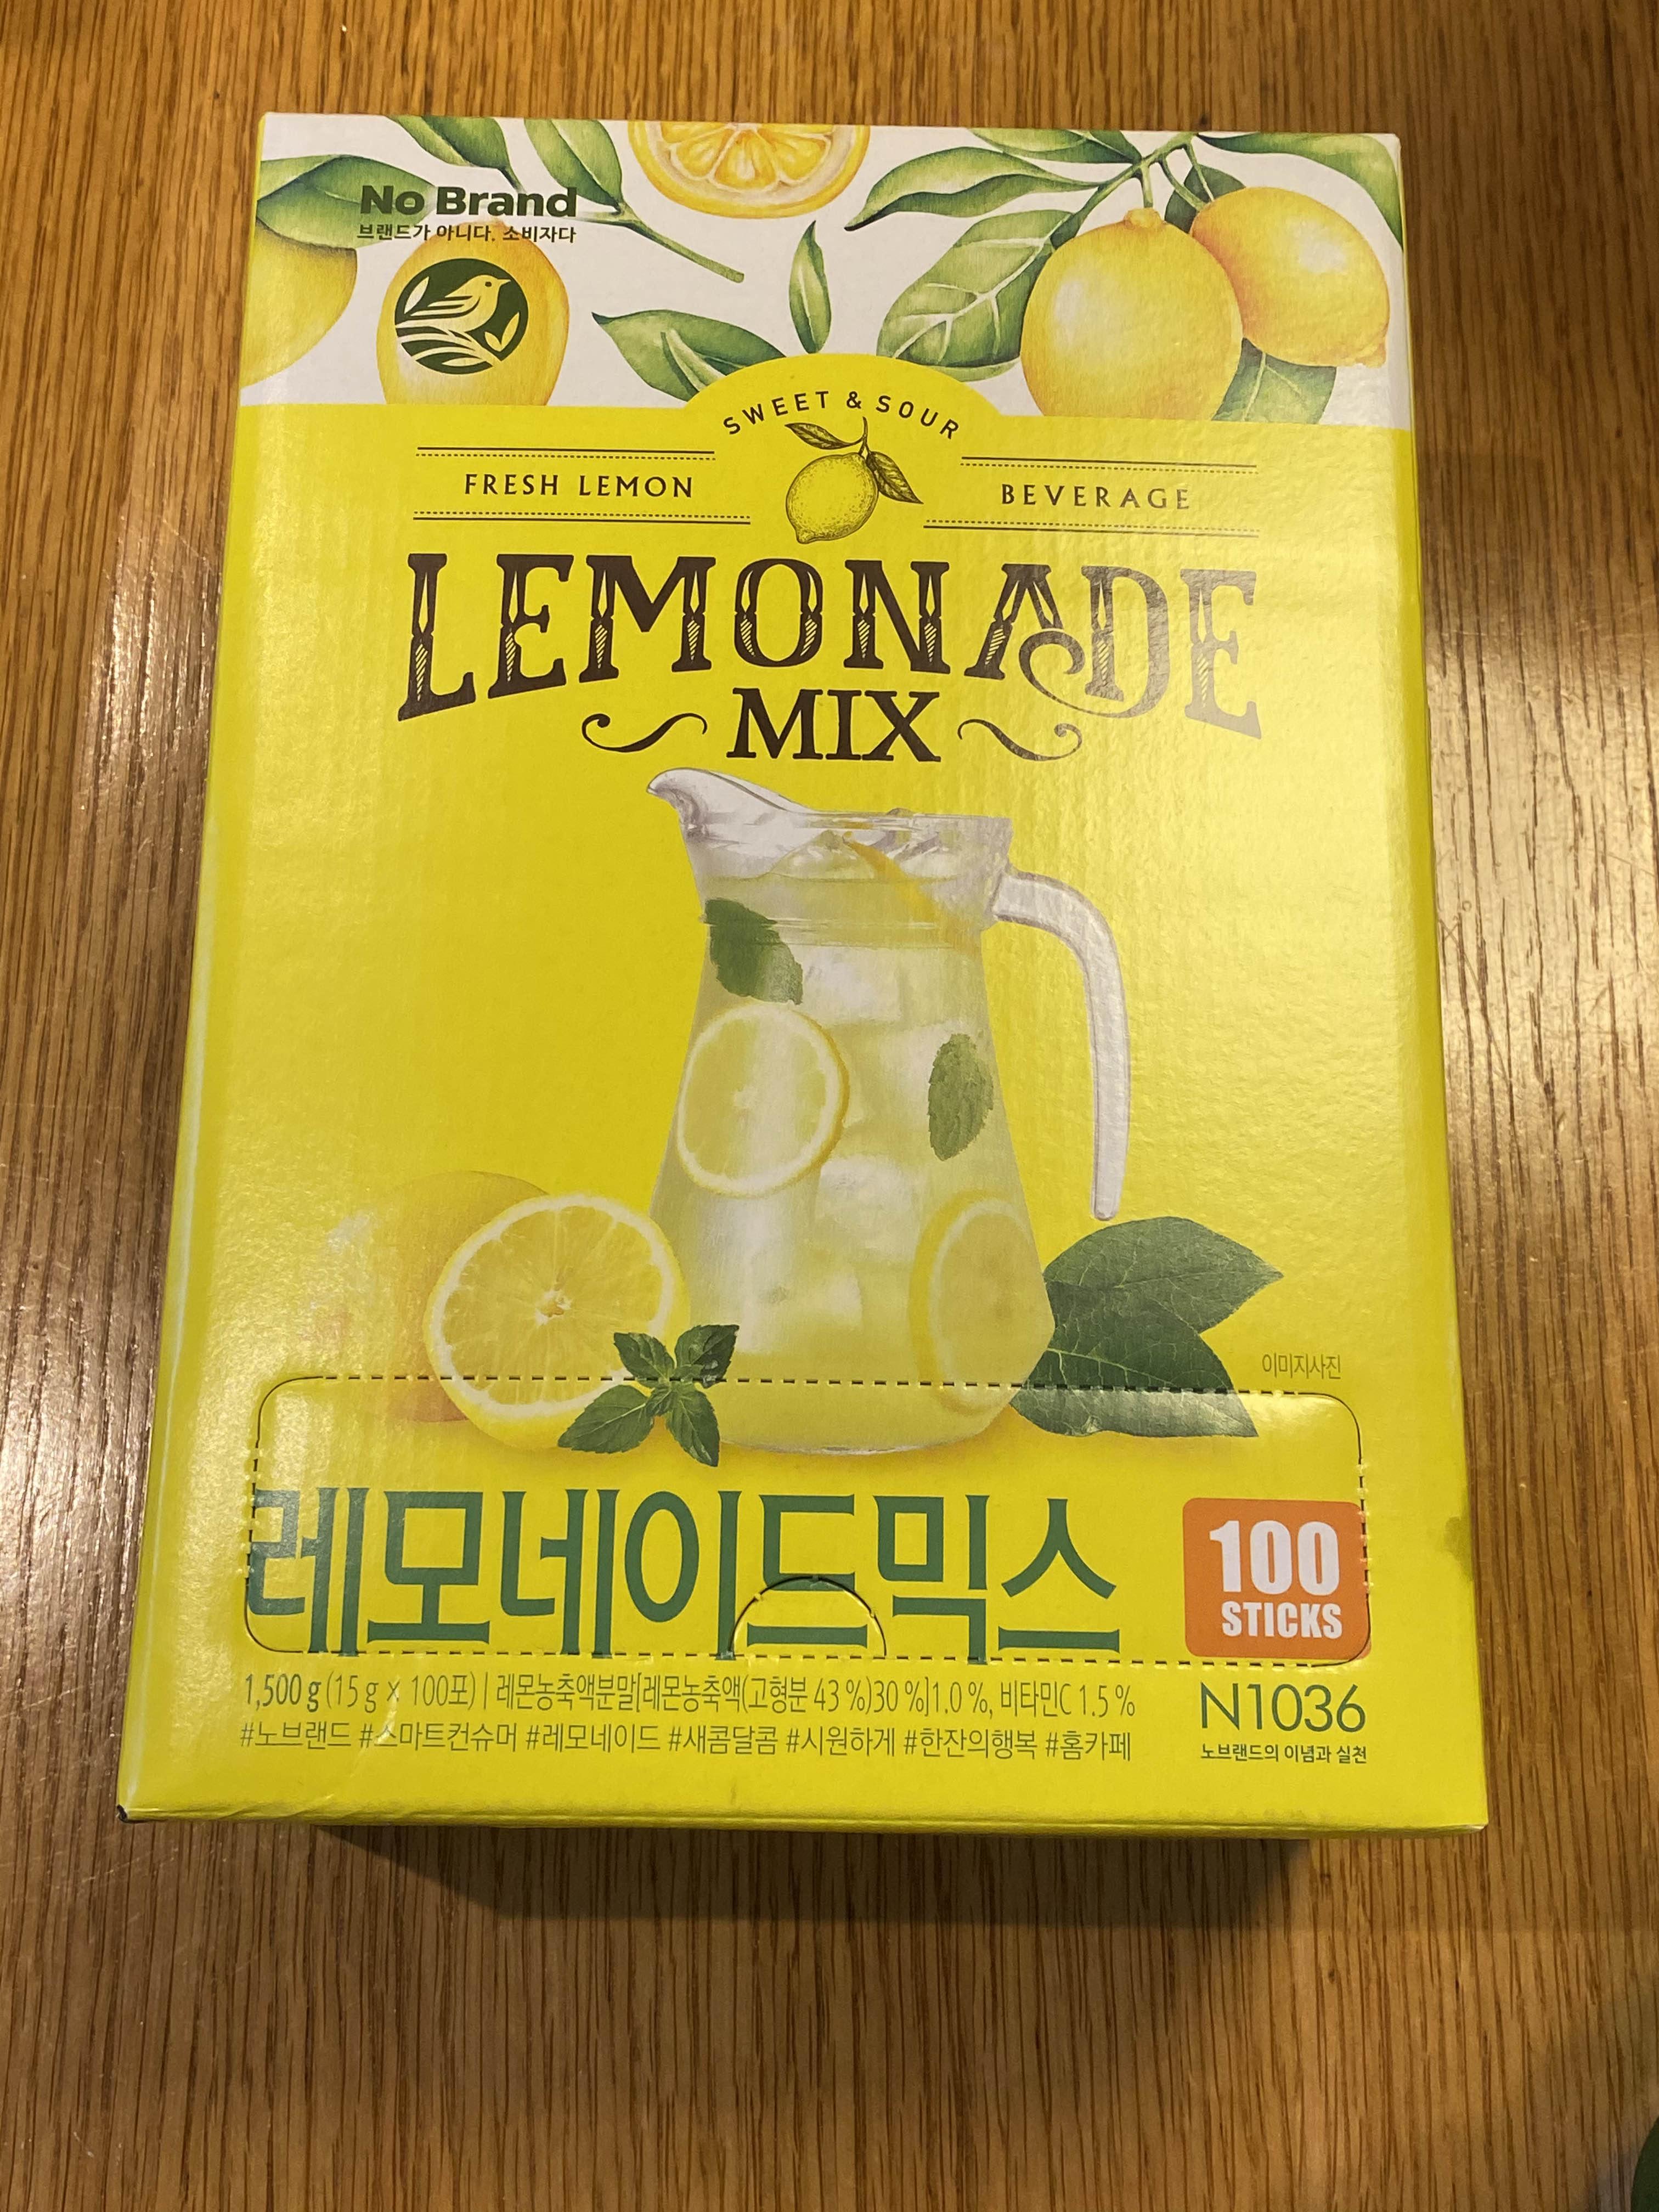 No Brand
브랜드가 아니다. 소비자다
SWEET & SOUR
FRESH LEMON
BEVERAGE
LEMONADE
MIX
이미지사진
레모네이드믹스
100
STICKS
1,500 g (15 g x 100포) | 레몬농축액분말[레몬농축액(고형분 43 %)30 %]1.0 %, 비타민C 1.5 %
#노브랜드 #스마트컨슈머 #레모네이드 #새콤달콤 #시원하게 #한잔의행복 #홈카페
N1036
노브랜드의 이념과 실천